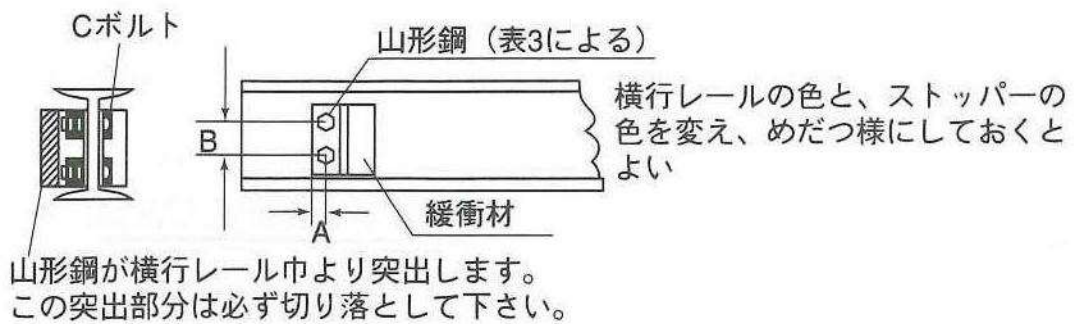 Cボルト
山形鋼（表3による）
横行レールの色と、ストッパーの
色を変え、めだつ様にしておくと
よい
B
A
緩衝材
山形鋼が横行レール巾より突出します。
この突出部分は必ず切り落として下さい。